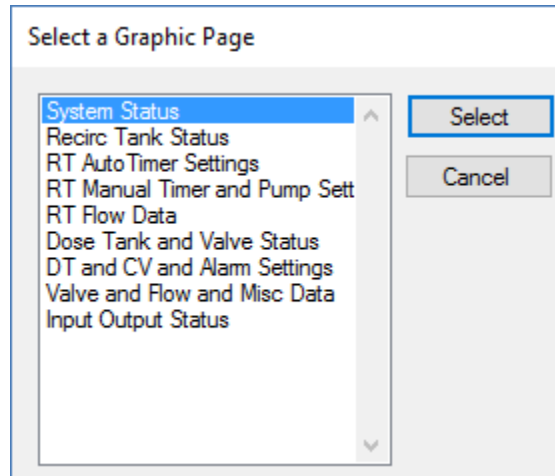 Select a Graphic Page
System Status
Recirc Tank Status
RT AutoTimer Settings
RT Manual Timer and Pump Sett
RT Flow Data
Dose Tank and Valve Status
DT and CV and Alarm Settings
Valve and Flow and Misc Data
Input Output Status
Select
Cancel